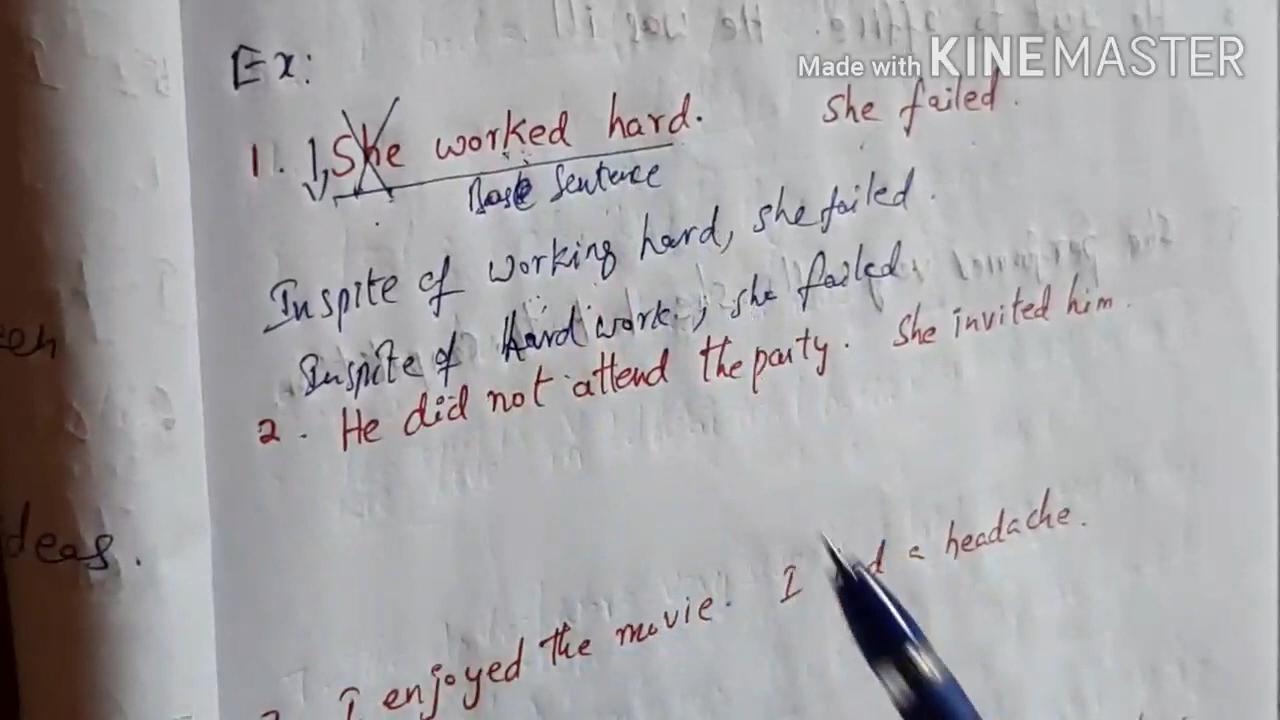 Made with KINEMASTER
Ex:
1. She worked hard. She failed.
Base Sentence
Inspite of working hard, she failed.
Inspite of Hard work, she failed.
2. He did not attend the party. She invited him.
I a headache.
I enjoyed the movie.
deas.